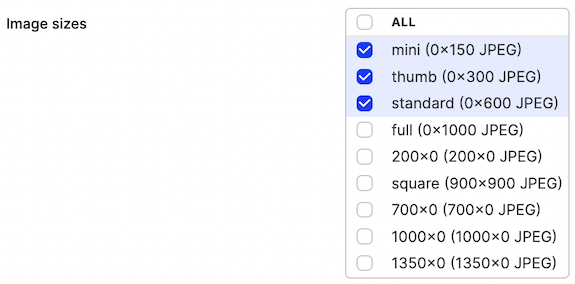 Image sizes
ALL
mini (0×150 JPEG)
thumb (0×300 JPEG)
standard (0×600 JPEG)
full (0×1000 JPEG)
200×0 (200×0 JPEG)
square (900×900 JPEG)
700×0 (700×0 JPEG)
1000×0 (1000×0 JPEG)
1350×0 (1350×0 JPEG)